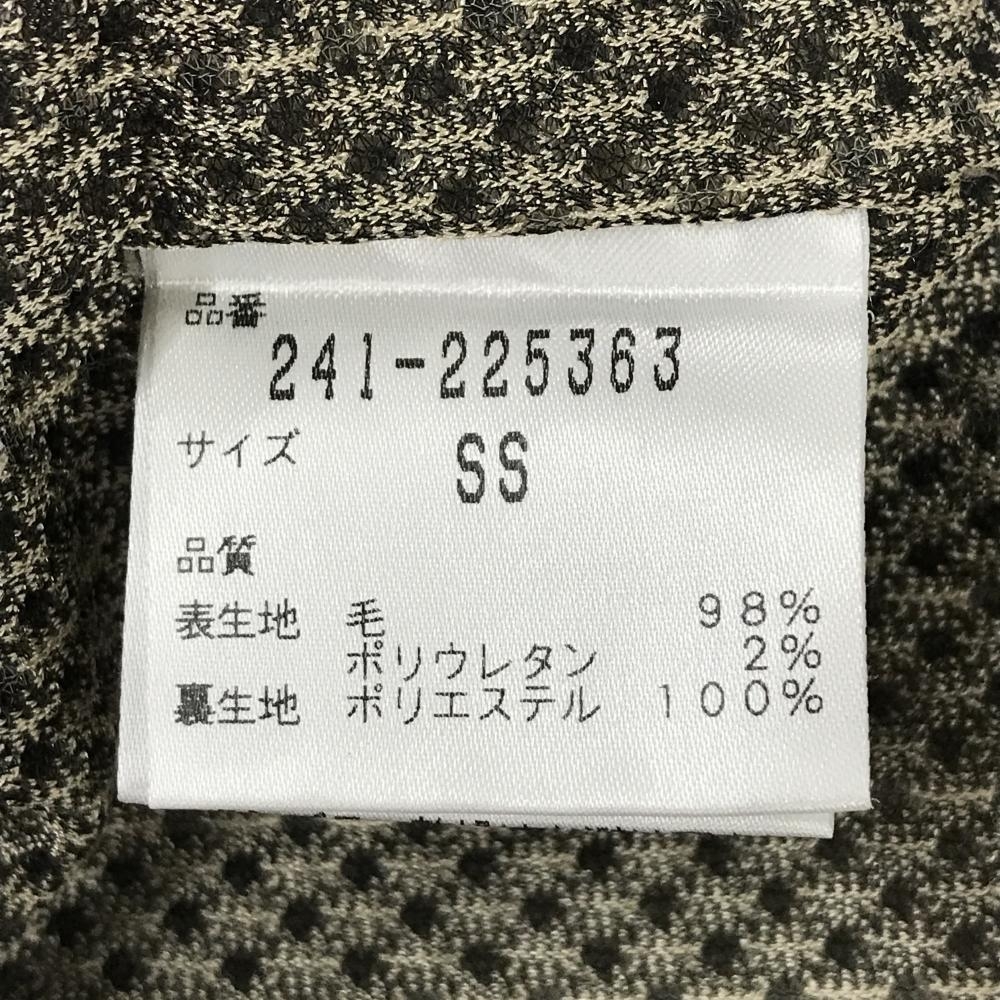 品番
241-225363
サイズ SS
品質
表生地 毛 98%
ポリウレタン 2%
裏生地 ポリエステル 100%